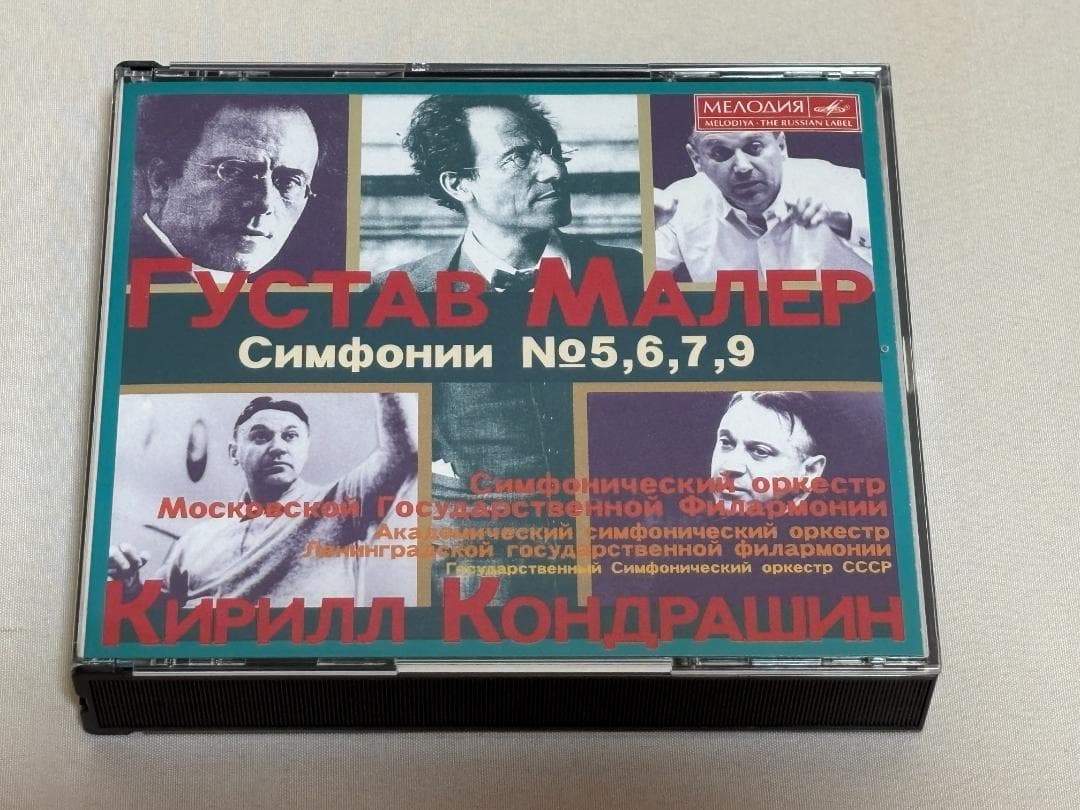 МЕЛОДИЯ
MELODIYA · THE RUSSIAN LABEL
ГУСТАВ МАЛЕР
Симфонии №5,6,7,9
Симфонический оркестр
Московской Государственной Филармонии
Академический симфонический оркестр
Ленинградской государственной филармонии
Государственный Симфонический оркестр СССР
КИРИЛЛ КОНДРАШИН